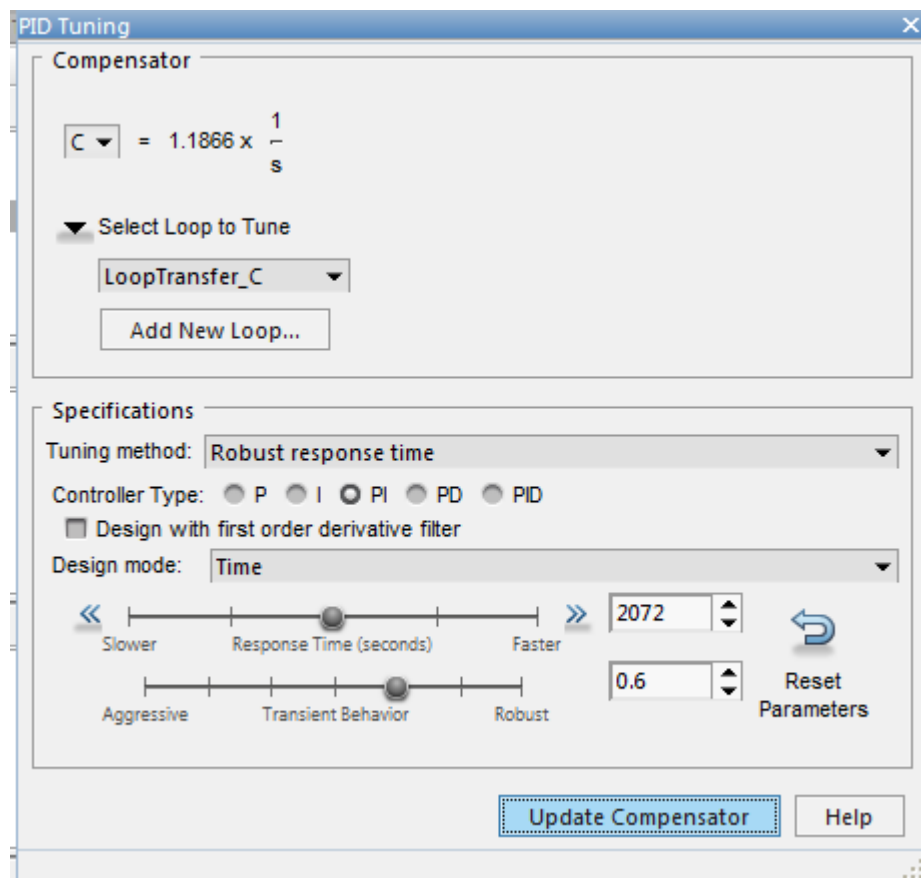 PID Tuning
Compensator
C = 1.1866 x 1
s
Select Loop to Tune
LoopTransfer_C
Add New Loop...
Specifications
Tuning method: Robust response time
Controller Type: P I PI PD PID
Design with first order derivative filter
Design mode: Time
2072
Slower Response Time (seconds) Faster
0.6
Reset
Parameters
Aggressive Transient Behavior Robust
Update Compensator Help